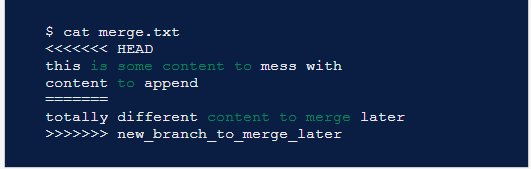 $ cat merge.txt
<<<<<<< HEAD
this is some content to mess with
content to append
=======
totally different content to merge later
>>>>>>> new_branch_to_merge_later